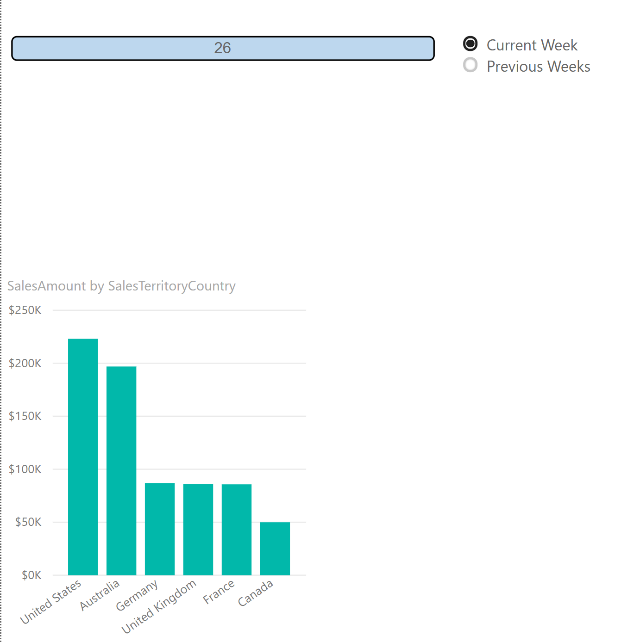 26
Current Week
Previous Weeks
SalesAmount by SalesTerritoryCountry
$250K
$200K
$150K
$100K
$50K
$0K
United States
Australia
Germany
United Kingdom
France
Canada